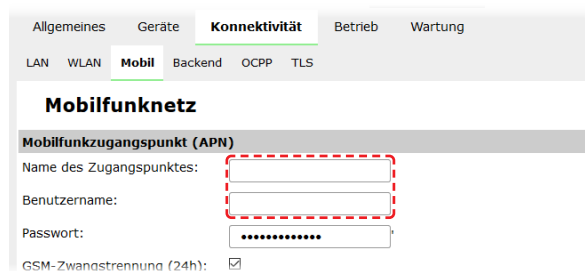 Allgemeines Geräte Konnektivität Betrieb Wartung
LAN WLAN Mobil Backend OCPP TLS
Mobilfunknetz
Mobilfunkzugangspunkt (APN)
Name des Zugangspunktes:
Benutzername:
Passwort: •••••••••••••
GSM-Zwangstrennung (24h):